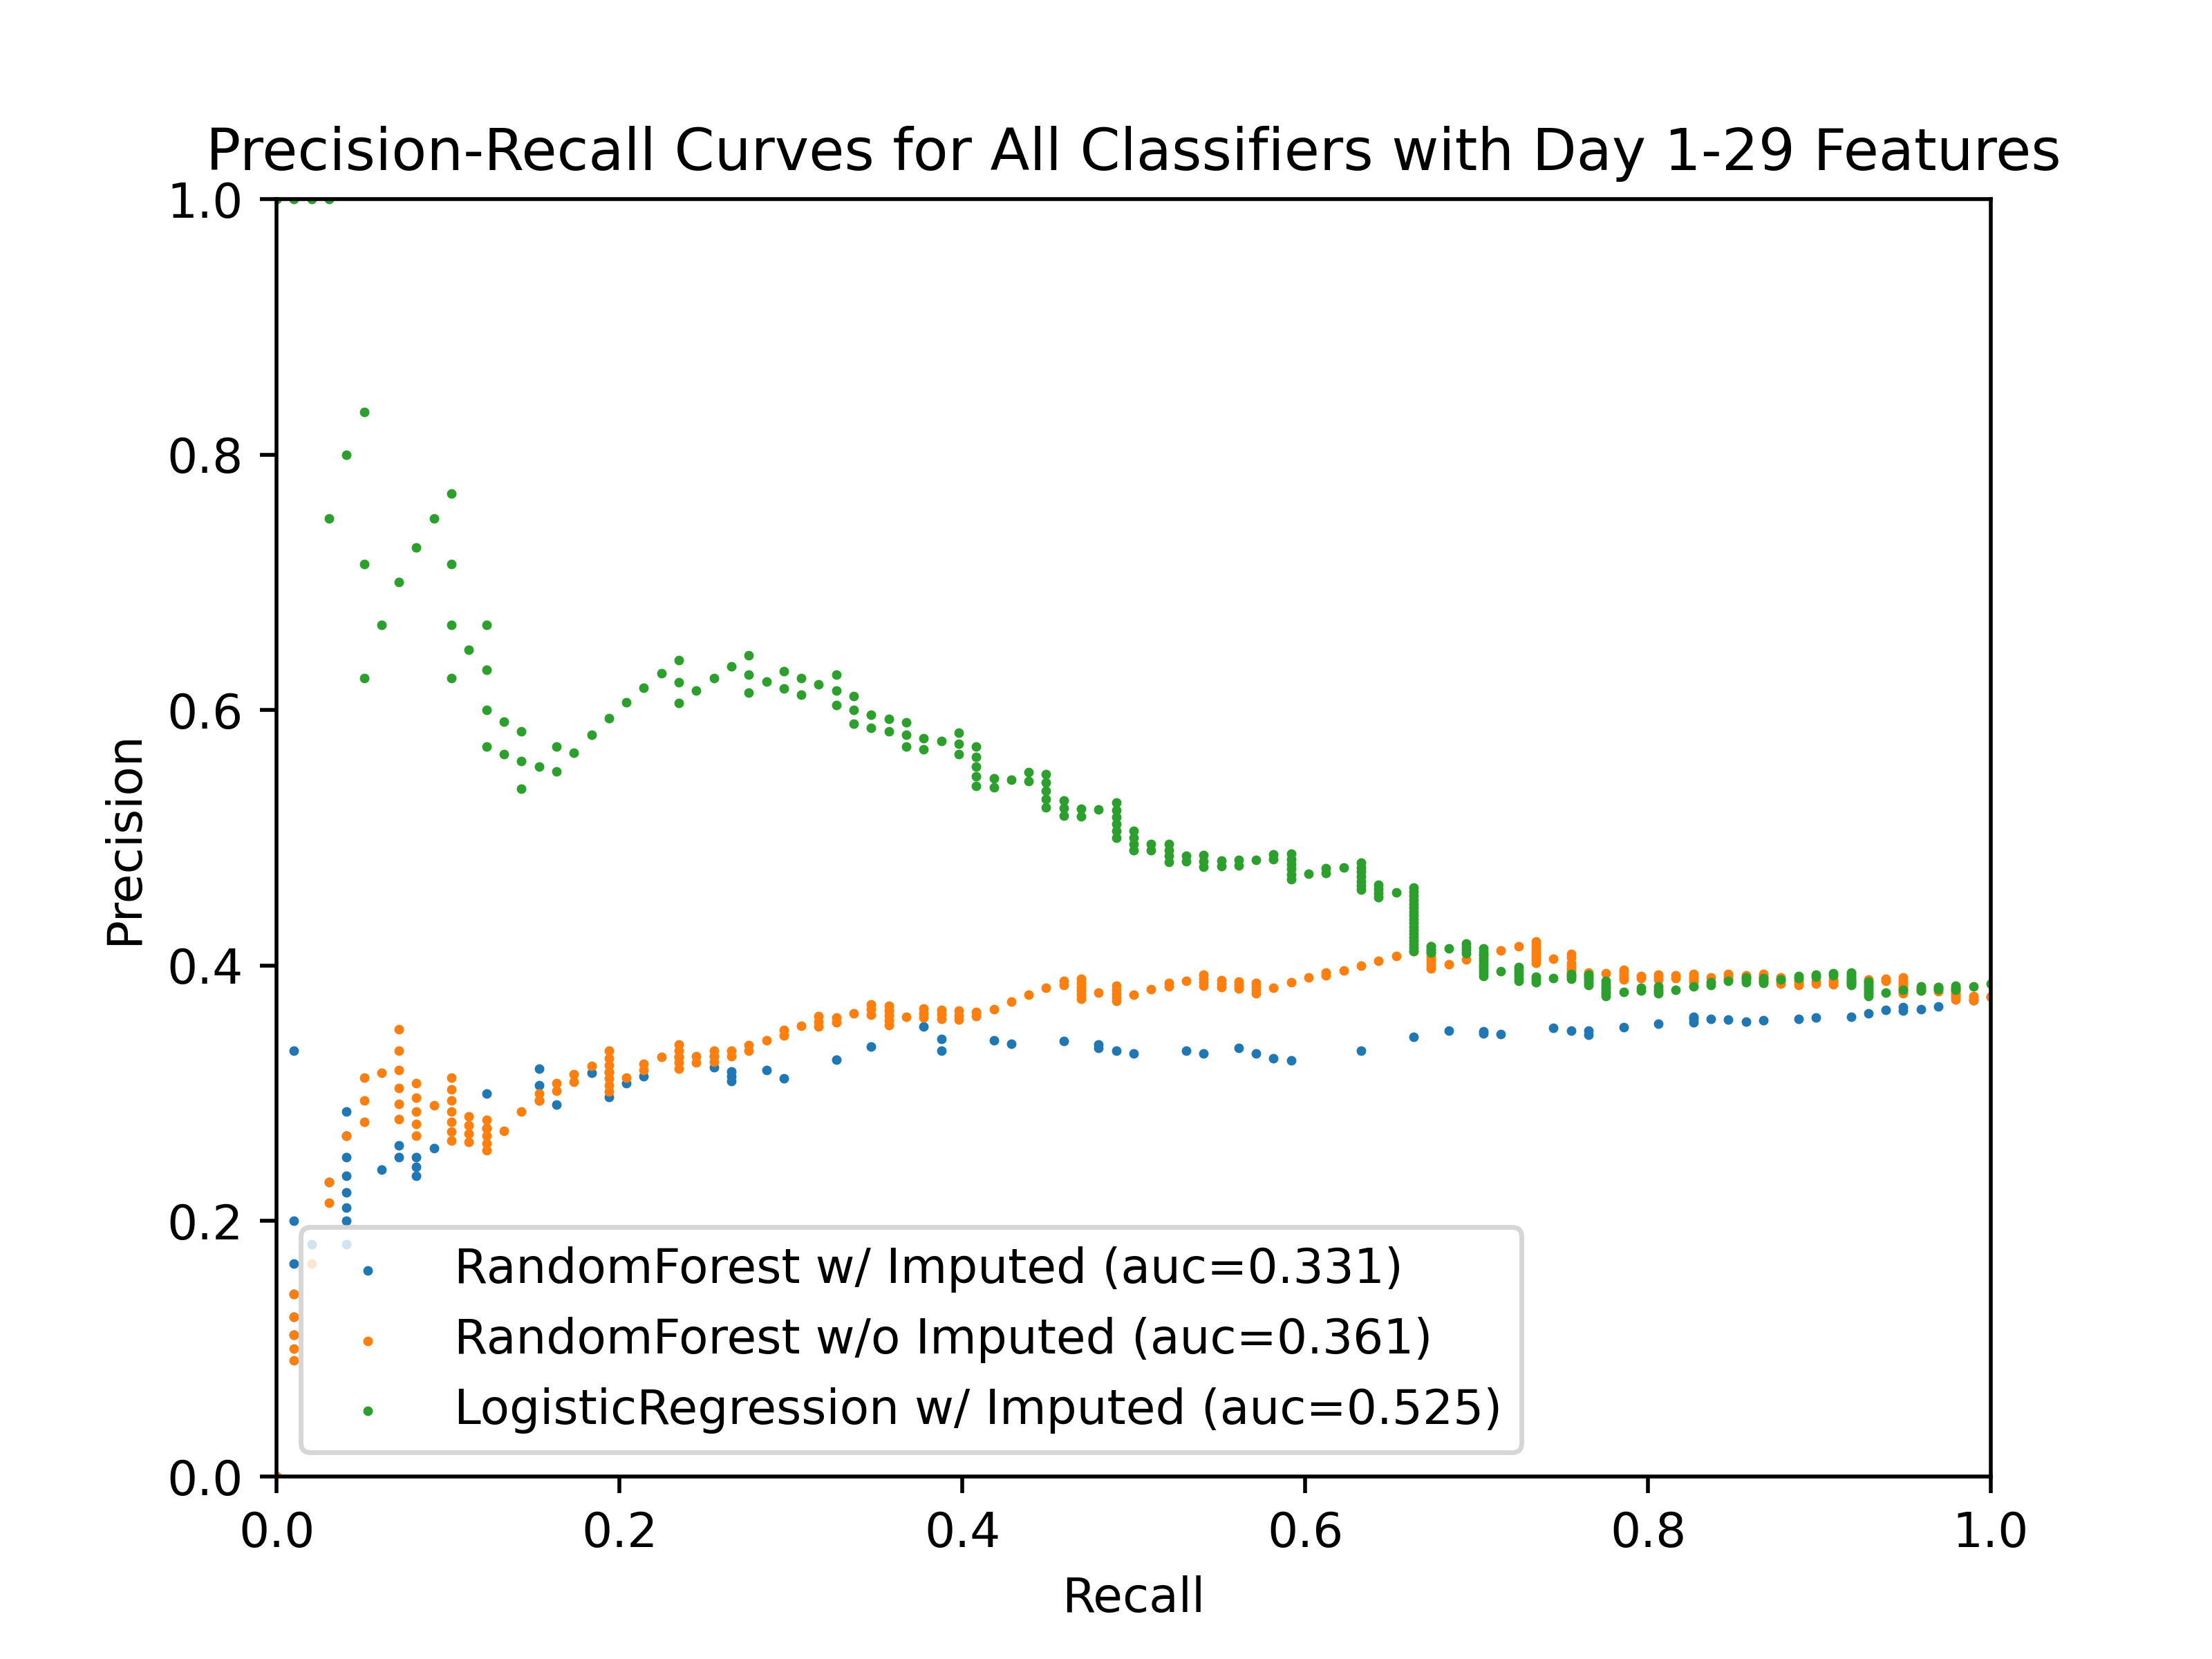 Precision-Recall Curves for All Classifiers with Day 1-29 Features
1.0
0.8
0.6
0.4
0.2
0.0
Precision
RandomForest w/ Imputed (auc=0.331)
RandomForest w/o Imputed (auc=0.361)
LogisticRegression w/ Imputed (auc=0.525)
0.0 0.2 0.4 0.6 0.8 1.0
Recall